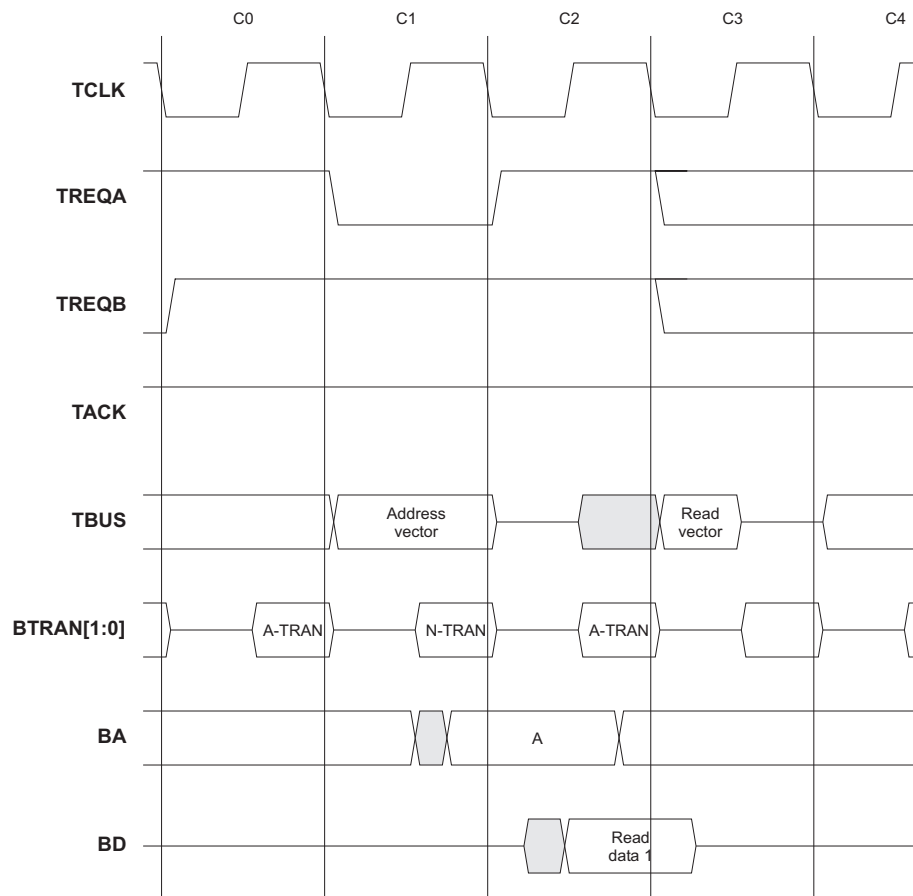 C0 C1 C2 C3 C4
TCLK
TREQA
TREQB
TACK
TBUS
Address
vector
Read
vector
BTRAN[1:0]
A-TRAN N-TRAN A-TRAN
BA
A
BD
Read
data 1